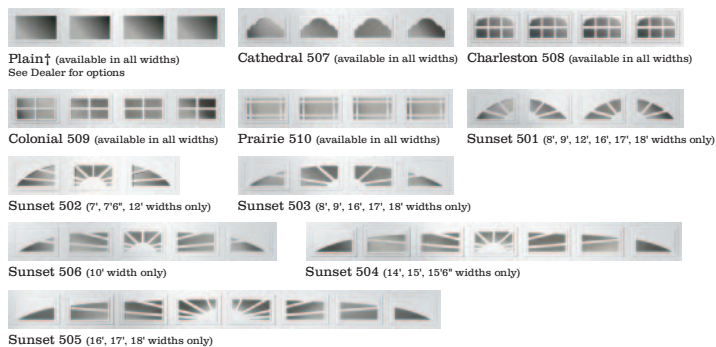 Plain† (available in all widths)
See Dealer for options
Cathedral 507 (available in all widths)
Charleston 508 (available in all widths)
Colonial 509 (available in all widths)
Prairie 510 (available in all widths)
Sunset 501 (8', 9', 12', 16', 17', 18' widths only)
Sunset 502 (7', 7'6", 12' widths only)
Sunset 503 (8', 9', 16', 17', 18' widths only)
Sunset 506 (10' width only)
Sunset 504 (14', 15', 15'6" widths only)
Sunset 505 (16', 17', 18' widths only)